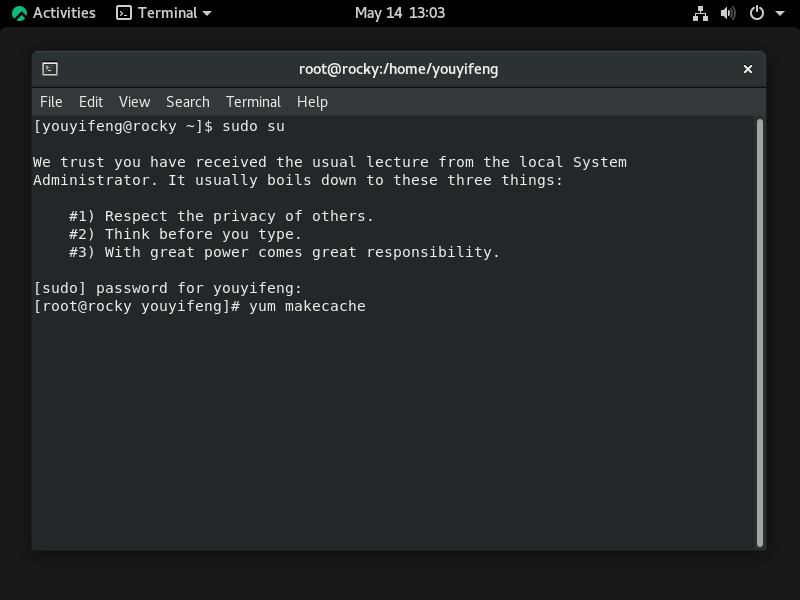 Activities Terminal May 14 13:03
root@rocky:/home/youyifeng
File Edit View Search Terminal Help
[youyifeng@rocky ~]$ sudo su
We trust you have received the usual lecture from the local System
Administrator. It usually boils down to these three things:
#1) Respect the privacy of others.
#2) Think before you type.
#3) With great power comes great responsibility.
[sudo] password for youyifeng:
[root@rocky youyifeng]# yum makecache